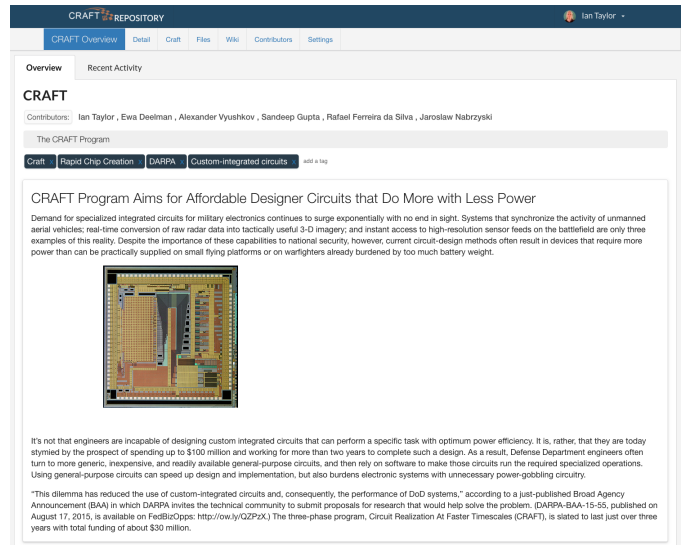 CRAFT REPOSITORY
Ian Taylor
CRAFT Overview Detail Craft Files Wiki Contributors Settings
Overview Recent Activity
CRAFT
Contributors: Ian Taylor , Ewa Deelman , Alexander Vyushkov , Sandeep Gupta , Rafael Ferreira da Silva , Jaroslaw Nabrzyski
The CRAFT Program
Craft x Rapid Chip Creation x DARPA x Custom-integrated circuits x add a tag
CRAFT Program Aims for Affordable Designer Circuits that Do More with Less Power
Demand for specialized integrated circuits for military electronics continues to surge exponentially with no end in sight. Systems that synchronize the activity of unmanned
aerial vehicles; real-time conversion of raw radar data into tactically useful 3-D imagery; and instant access to high-resolution sensor feeds on the battlefield are only three
examples of this reality. Despite the importance of these capabilities to national security, however, current circuit-design methods often result in devices that require more
power than can be practically supplied on small flying platforms or on warfighters already burdened by too much battery weight.
It's not that engineers are incapable of designing custom integrated circuits that can perform a specific task with optimum power efficiency. It is, rather, that they are today
stymied by the prospect of spending up to $100 million and working for more than two years to complete such a design. As a result, Defense Department engineers often
turn to more generic, inexpensive, and readily available general-purpose circuits, and then rely on software to make those circuits run the required specialized operations.
Using general-purpose circuits can speed up design and implementation, but also burdens electronic systems with unnecessary power-gobbling circuitry.
"This dilemma has reduced the use of custom-integrated circuits and, consequently, the performance of DoD systems," according to a just-published Broad Agency
Announcement (BAA) in which DARPA invites the technical community to submit proposals for research that would help solve the problem. (DARPA-BAA-15-55, published on
August 17, 2015, is available on FedBizOpps: http://ow.ly/QZPzX.) The three-phase program, Circuit Realization At Faster Timescales (CRAFT), is slated to last just over three
years with total funding of about $30 million.